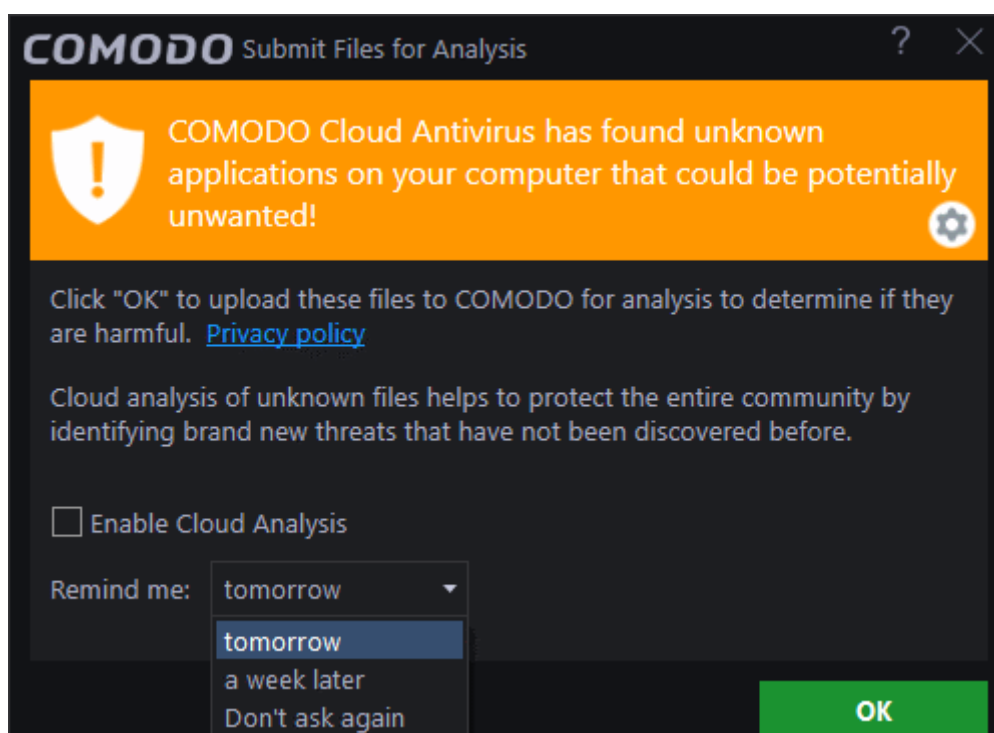 COMODO Submit Files for Analysis ?
COMODO Cloud Antivirus has found unknown
applications on your computer that could be potentially
unwanted!
Click "OK" to upload these files to COMODO for analysis to determine if they
are harmful. Privacy policy
Cloud analysis of unknown files helps to protect the entire community by
identifying brand new threats that have not been discovered before.
Enable Cloud Analysis
Remind me: tomorrow
tomorrow
a week later
Don't ask again
OK